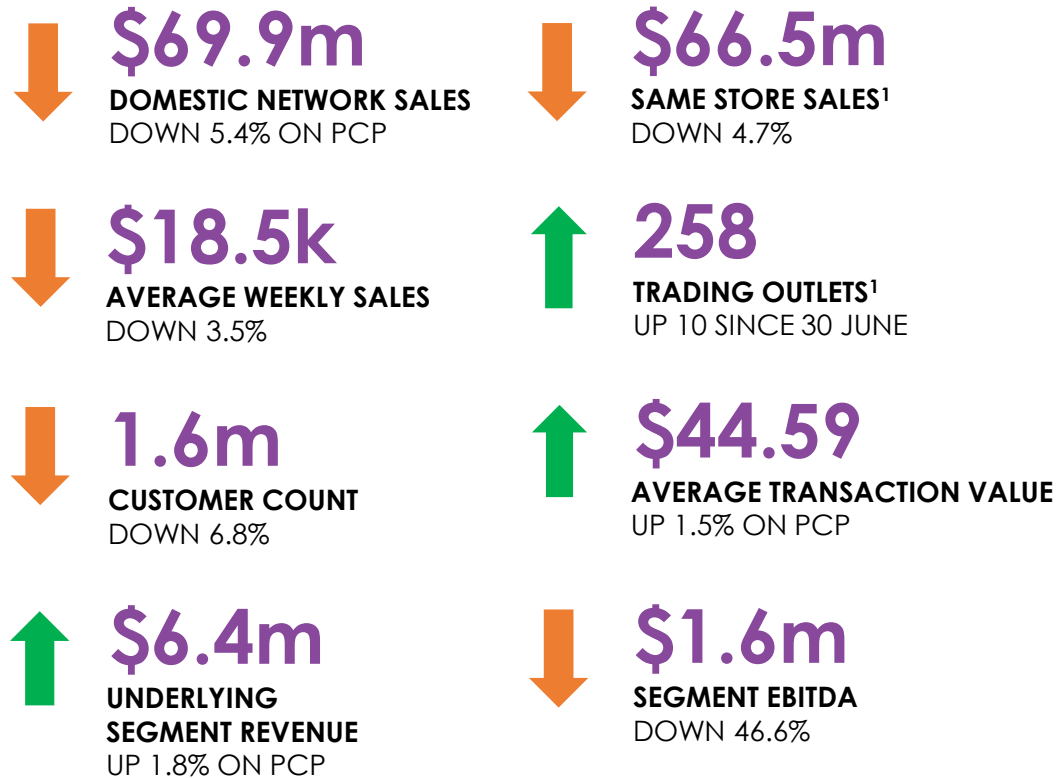 $69.9m
DOMESTIC NETWORK SALES
DOWN 5.4% ON PCP
$66.5m
SAME STORE SALES¹
DOWN 4.7%
$18.5k
AVERAGE WEEKLY SALES
DOWN 3.5%
258
TRADING OUTLETS¹
UP 10 SINCE 30 JUNE
1.6m
CUSTOMER COUNT
DOWN 6.8%
$44.59
AVERAGE TRANSACTION VALUE
UP 1.5% ON PCP
$6.4m
UNDERLYING
SEGMENT REVENUE
UP 1.8% ON PCP
$1.6m
SEGMENT EBITDA
DOWN 46.6%